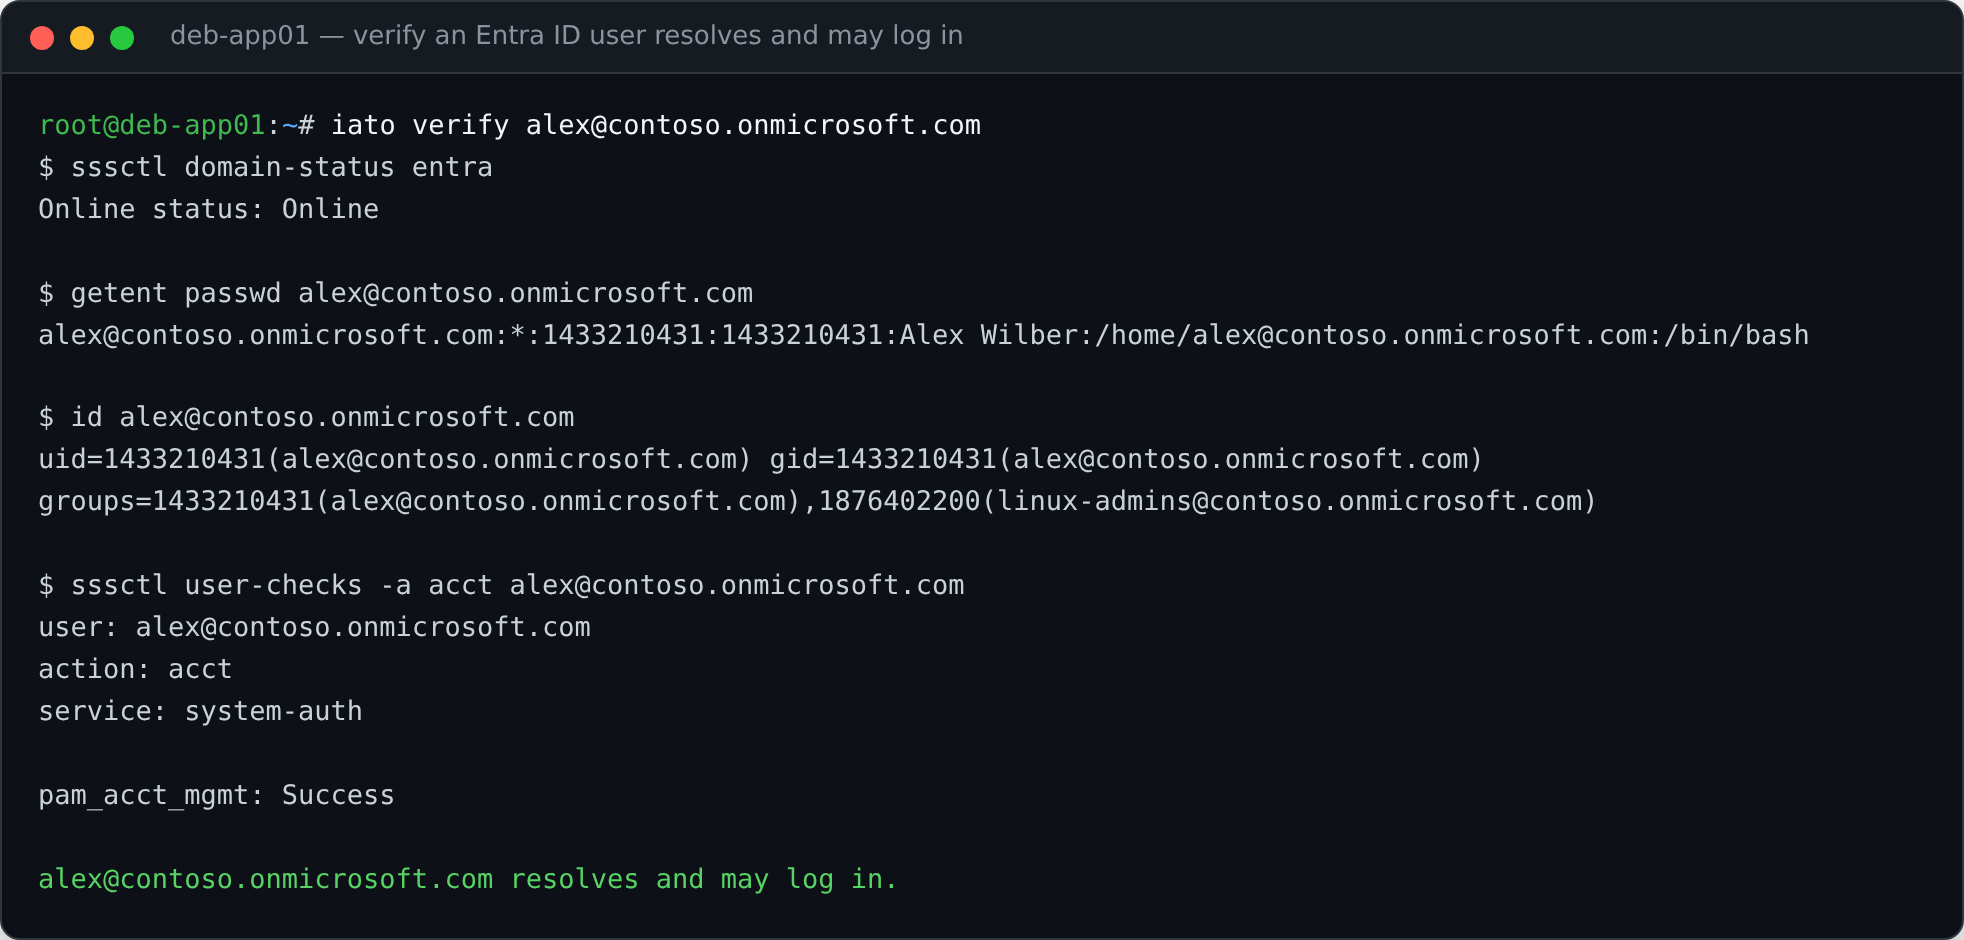 deb-app01 — verify an Entra ID user resolves and may log in
root@deb-app01:~# iato verify alex@contoso.onmicrosoft.com
$ sssctl domain-status entra
Online status: Online
$ getent passwd alex@contoso.onmicrosoft.com
alex@contoso.onmicrosoft.com:*:1433210431:1433210431:Alex Wilber:/home/alex@contoso.onmicrosoft.com:/bin/bash
$ id alex@contoso.onmicrosoft.com
uid=1433210431(alex@contoso.onmicrosoft.com) gid=1433210431(alex@contoso.onmicrosoft.com)
groups=1433210431(alex@contoso.onmicrosoft.com),1876402200(linux-admins@contoso.onmicrosoft.com)
$ sssctl user-checks -a acct alex@contoso.onmicrosoft.com
user: alex@contoso.onmicrosoft.com
action: acct
service: system-auth
pam_acct_mgmt: Success
alex@contoso.onmicrosoft.com resolves and may log in.